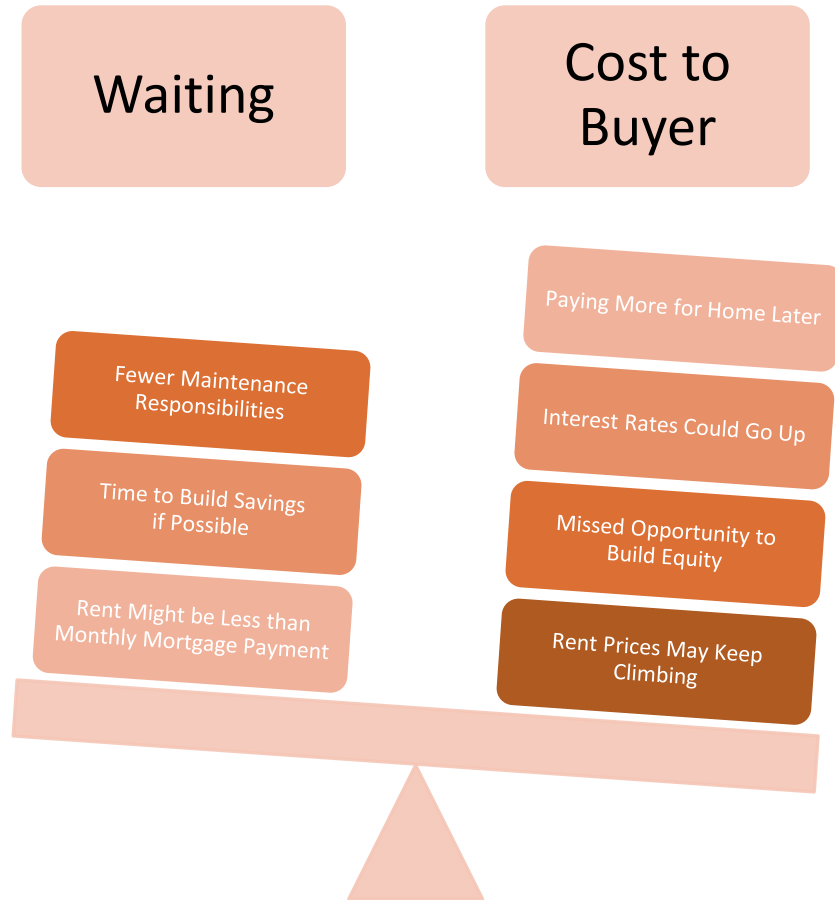 Waiting
Cost to
Buyer
Fewer Maintenance
Responsibilities
Time to Build Savings
if Possible
Rent Might be Less than
Monthly Mortgage Payment
Paying More for Home Later
Interest Rates Could Go Up
Missed Opportunity to
Build Equity
Rent Prices May Keep
Climbing